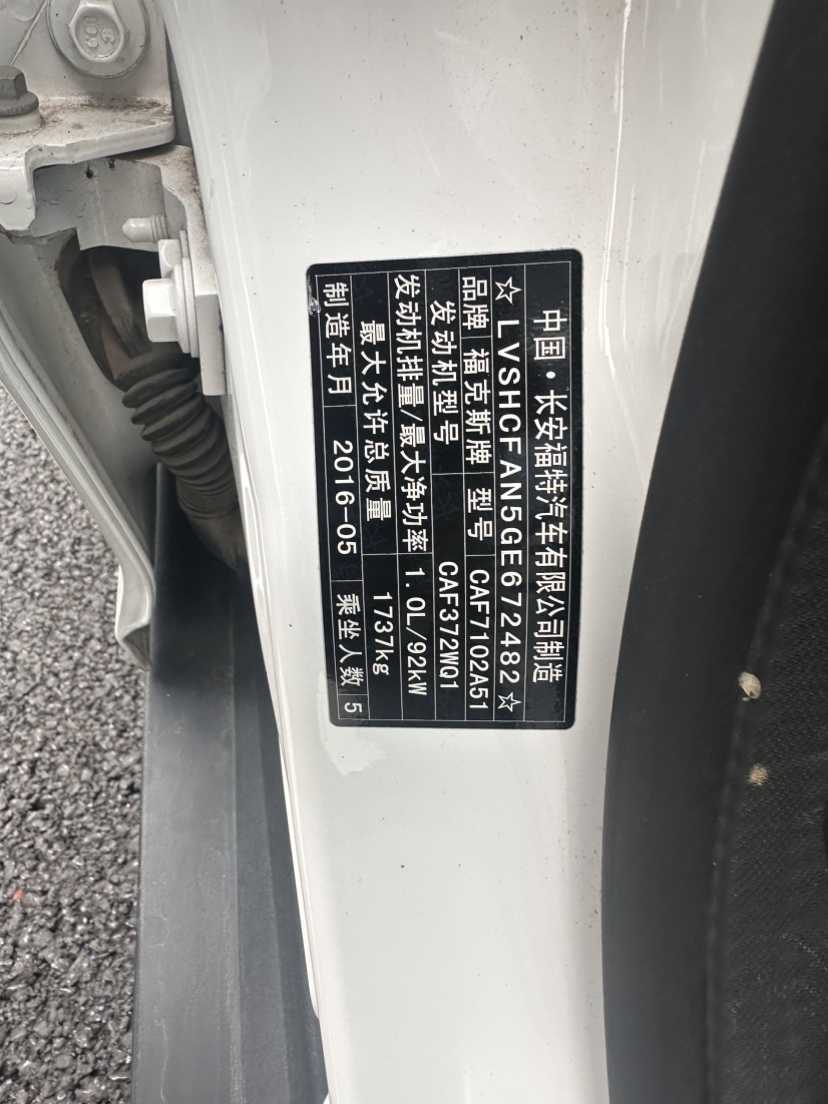 中国·长安福特汽车有限公司制造
☆LVSHCFAN5GE672482☆
品牌 福克斯牌 型号 CAF7102A51
发动机型号 CAF372WQ1
发动机排量/最大净功率 1.0L/92kW
最大允许总质量 1737kg
制造年月 2016-05 乘坐人数 5